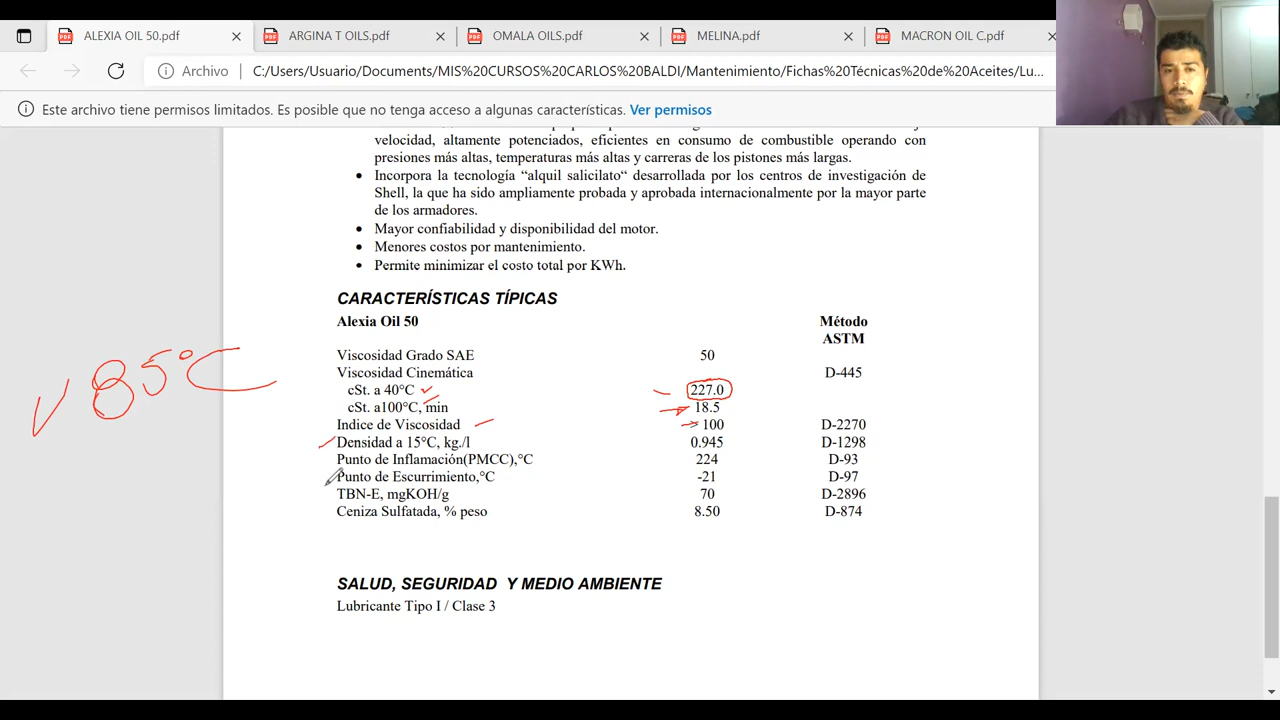 ALEXIA OIL 50.pdf
ARGINA T OILS.pdf
OMALA OILS.pdf
MELINA.pdf
MACRON OIL C.pdf
Archivo
C:/Users/Usuario/Documents/MIS%20CURSOS%20CARLOS%20BALDI/Mantenimiento/Fichas%20Técnicas%20de%20Aceites/Lu...
Este archivo tiene permisos limitados. Es posible que no tenga acceso a algunas características. Ver permisos
velocidad, altamente potenciados, eficientes en consumo de combustible operando con
presiones más altas, temperaturas más altas y carreras de los pistones más largas.
• Incorpora la tecnología “alquil salicilato“ desarrollada por los centros de investigación de
Shell, la que ha sido ampliamente probada y aprobada internacionalmente por la mayor parte
de los armadores.
• Mayor confiabilidad y disponibilidad del motor.
• Menores costos por mantenimiento.
• Permite minimizar el costo total por KWh.
CARACTERÍSTICAS TÍPICAS
Alexia Oil 50 Método
ASTM
Viscosidad Grado SAE 50
Viscosidad Cinemática D-445
cSt. a 40°C 227.0
cSt. a100°C, min 18.5
Indice de Viscosidad 100 D-2270
Densidad a 15°C, kg./l 0.945 D-1298
Punto de Inflamación(PMCC),°C 224 D-93
Punto de Escurrimiento,°C -21 D-97
TBN-E, mgKOH/g 70 D-2896
Ceniza Sulfatada, % peso 8.50 D-874
85°C
SALUD, SEGURIDAD Y MEDIO AMBIENTE
Lubricante Tipo I / Clase 3